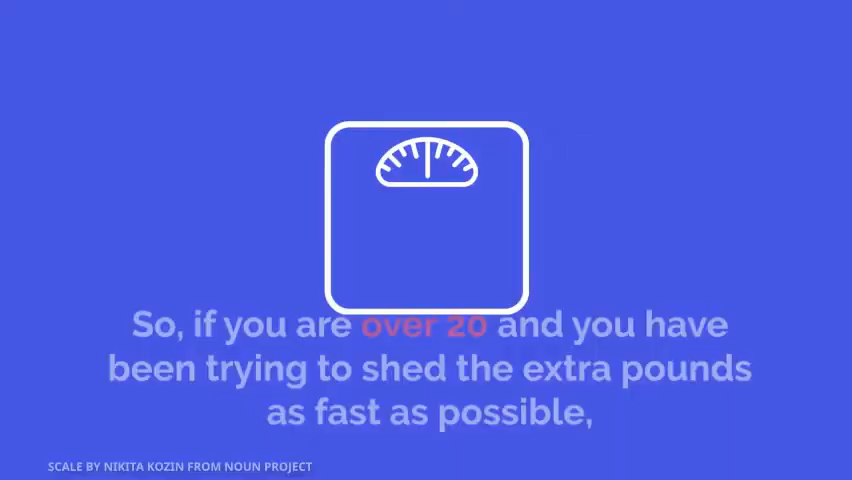 So, if you are over 20 and you have
been trying to shed the extra pounds
as fast as possible,
SCALE BY NIKITA KOZIN FROM NOUN PROJECT